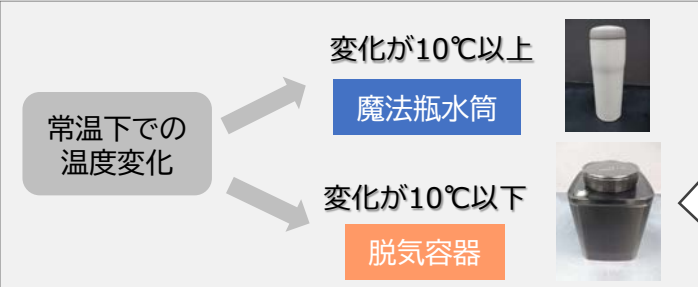 変化が10℃以上
魔法瓶水筒
常温下での
温度変化
変化が10℃以下
脱気容器